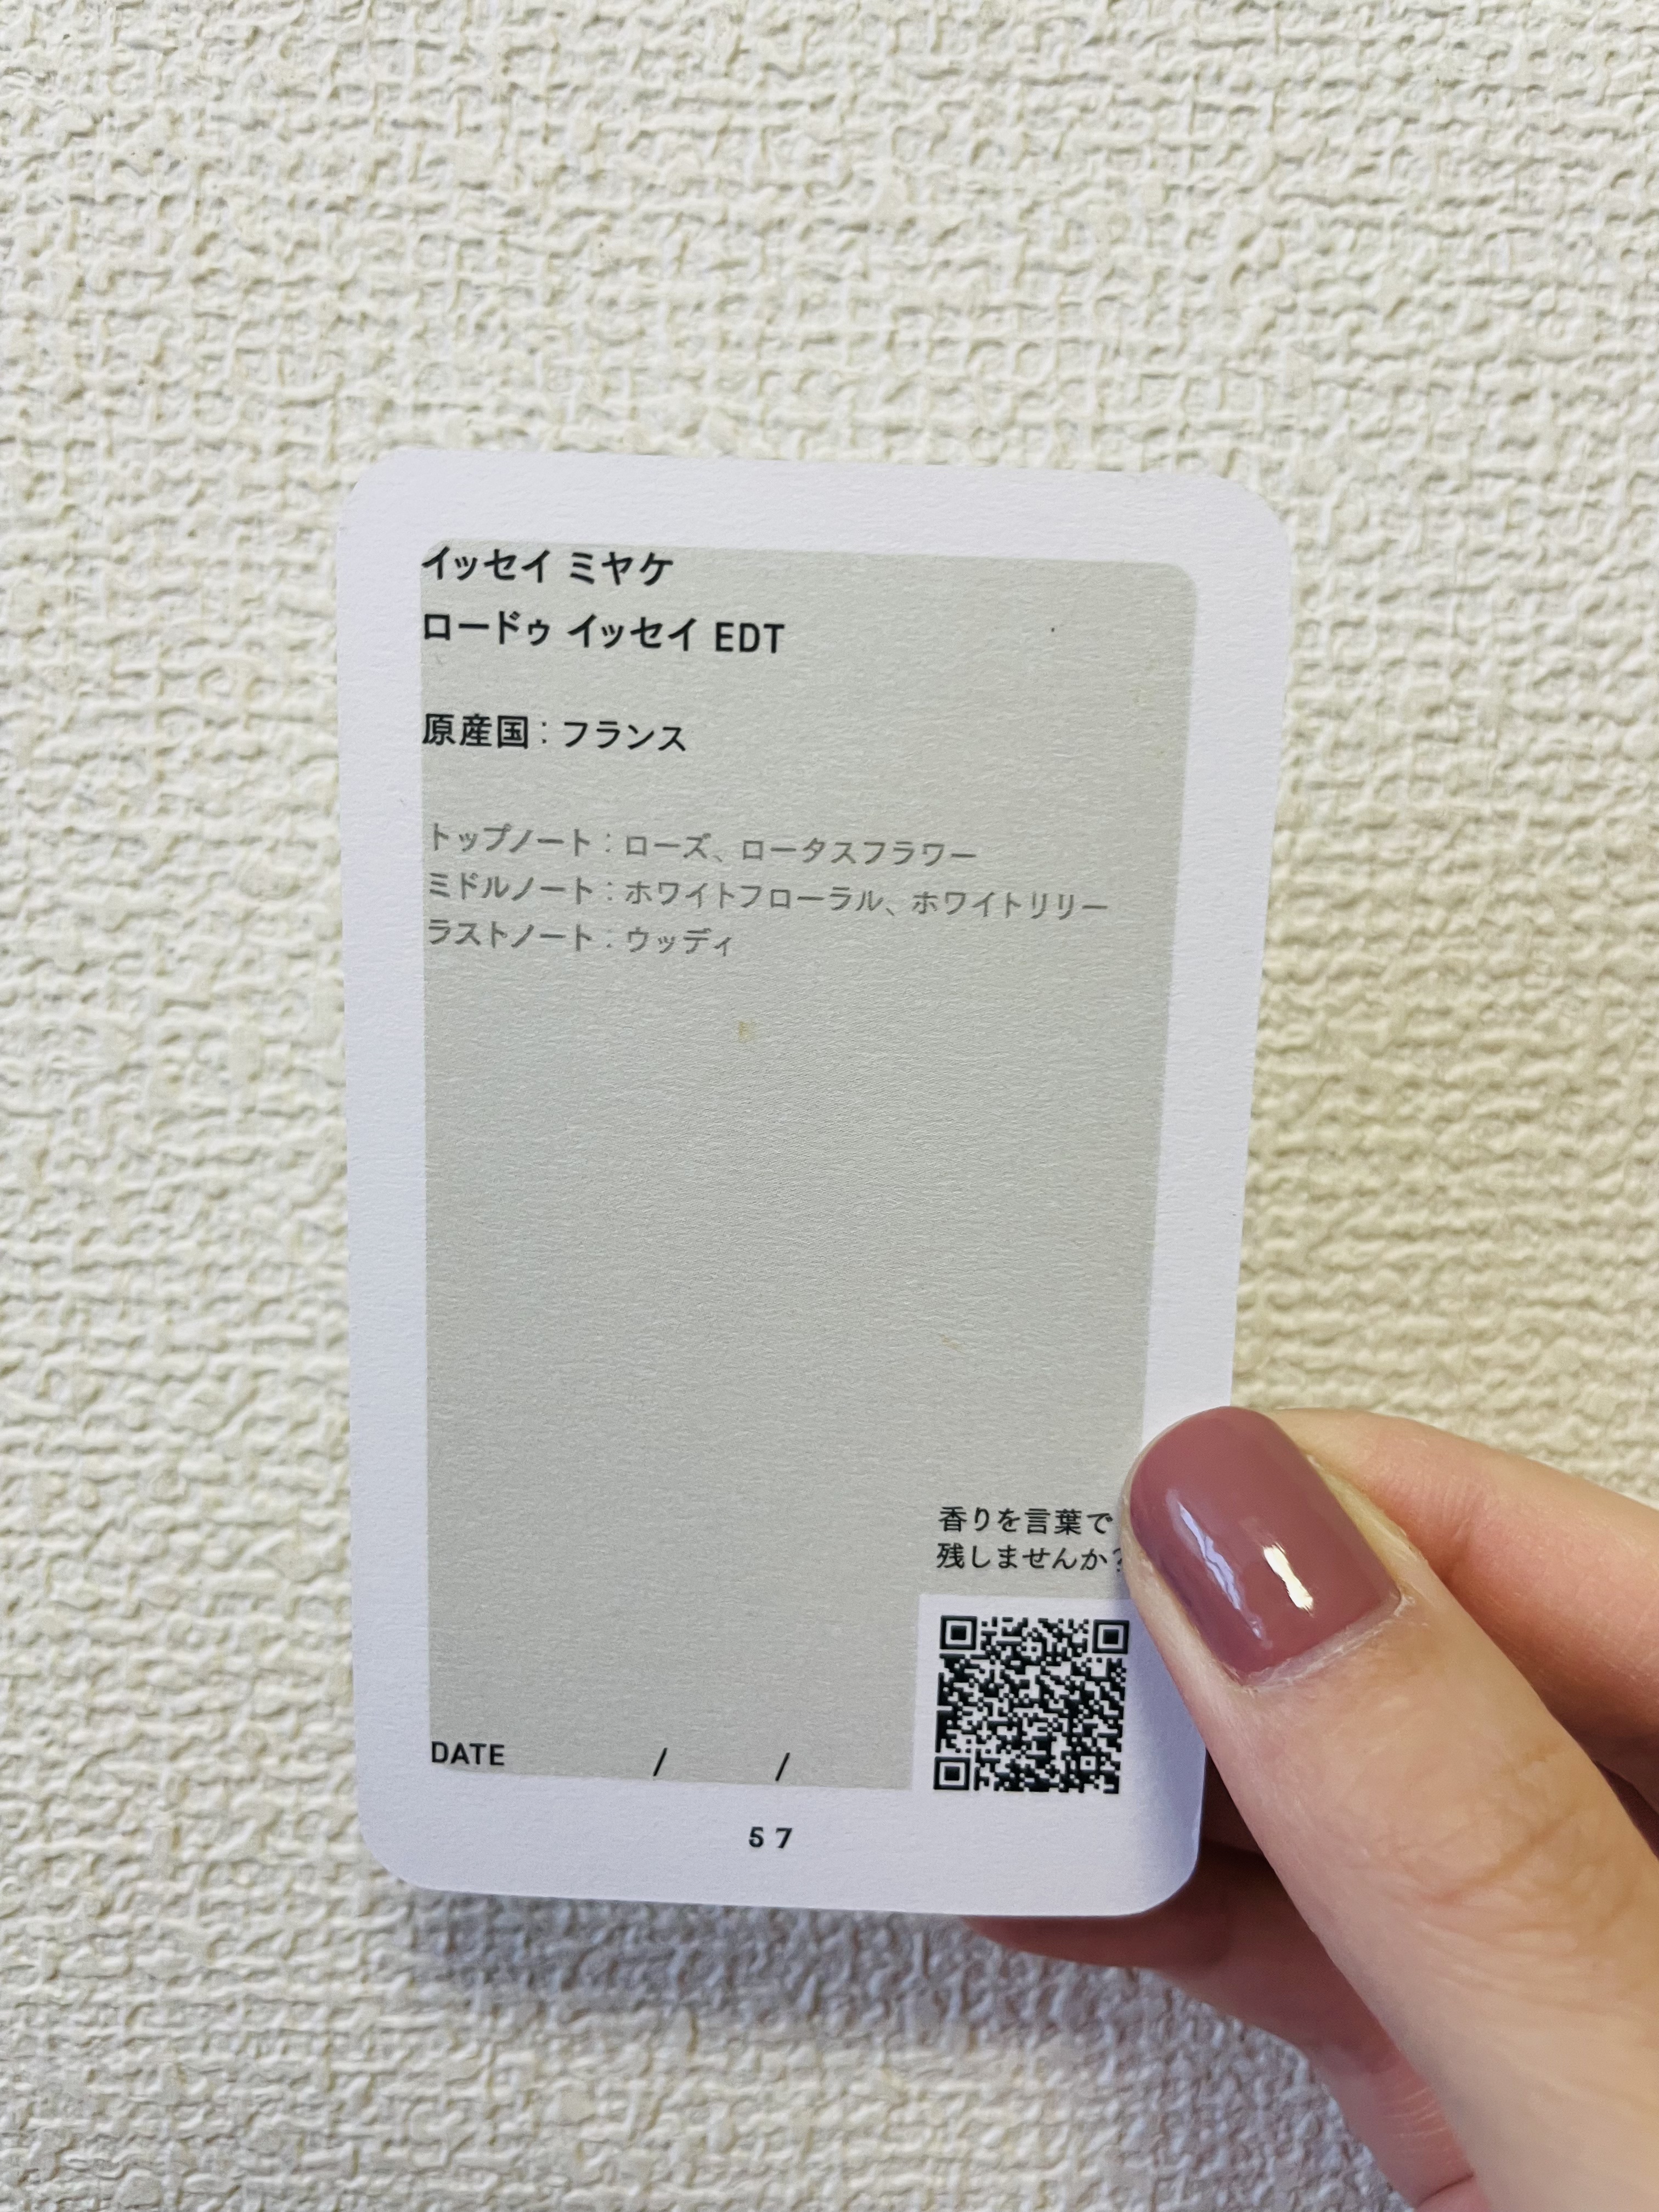 イッセイ ミヤケ
ロードゥ イッセイ EDT
原産国：フランス
トップノート：ローズ、ロータスフラワー
ミドルノート：ホワイトフローラル、ホワイトリリー
ラストノート：ウッディ
香りを言葉で
残しませんか？
DATE / /
57